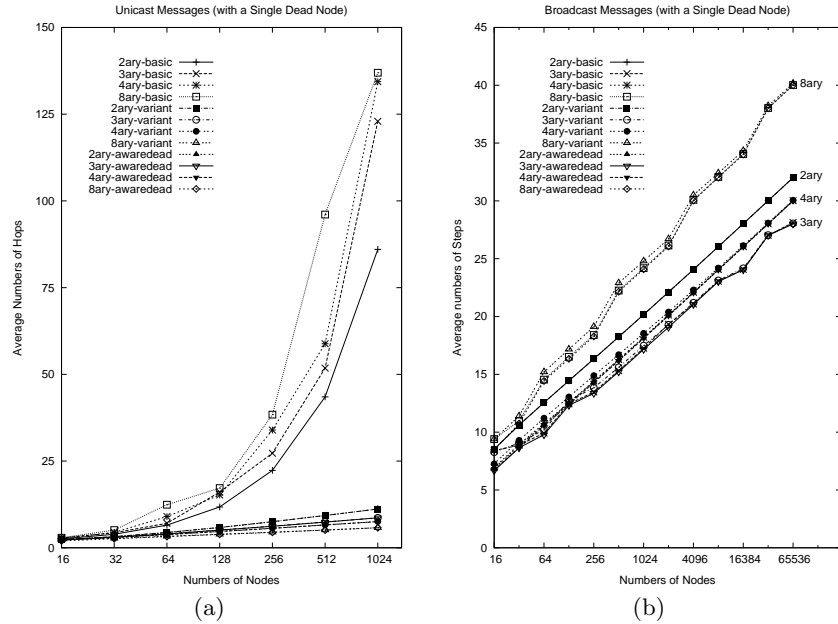 Unicast Messages (with a Single Dead Node)
150
125
100
75
50
25
0
16
32
64
128
256
512
1024
Average Numbers of Hops
Numbers of Nodes
2ary-basic
3ary-basic
4ary-basic
8ary-basic
2ary-variant
3ary-variant
4ary-variant
8ary-variant
2ary-awaredead
3ary-awaredead
4ary-awaredead
8ary-awaredead
(a)
Broadcast Messages (with a Single Dead Node)
45
40
35
30
25
20
15
10
5
0
16
64
256
1024
4096
16384
65536
Average numbers of Steps
Numbers of Nodes
2ary-basic
3ary-basic
4ary-basic
8ary-basic
2ary-variant
3ary-variant
4ary-variant
8ary-variant
2ary-awaredead
3ary-awaredead
4ary-awaredead
8ary-awaredead
8ary
2ary
4ary
3ary
(b)